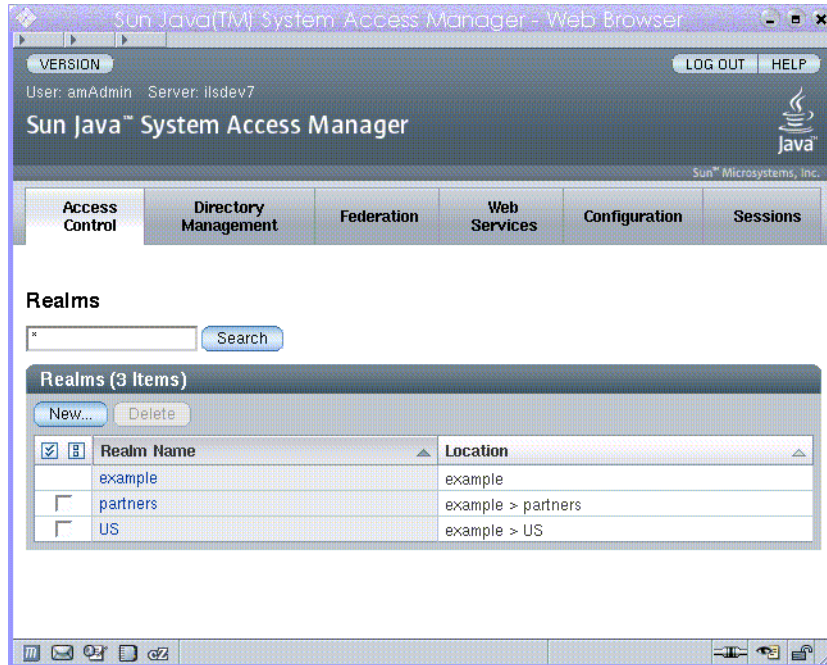 Sun Java(TM) System Access Manager - Web Browser
VERSION
LOG OUT HELP
User: amAdmin Server: ilsdev7
Sun Java™ System Access Manager
Java™
Sun™ Microsystems, Inc.
Access Control
Directory Management
Federation
Web Services
Configuration
Sessions
Realms
* Search
Realms (3 Items)
New... Delete
Realm Name Location
example example
partners example > partners
US example > US